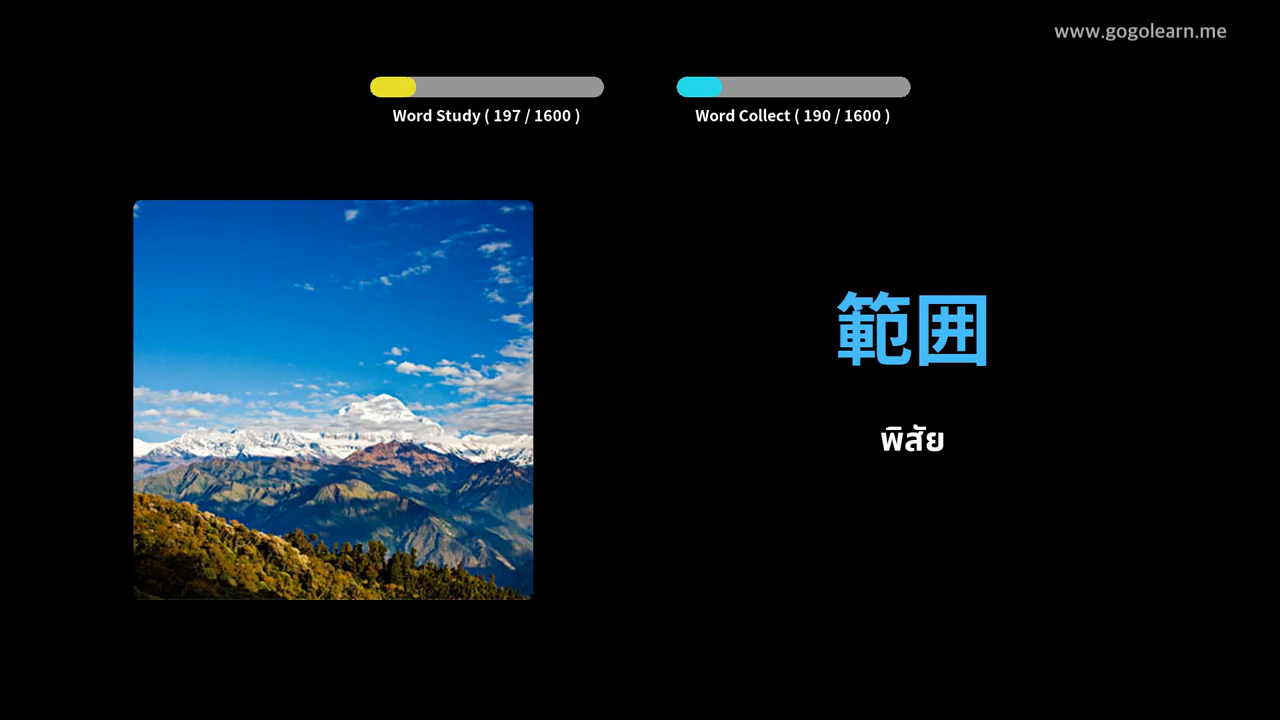 www.gogolearn.me
Word Study ( 197 / 1600 )
Word Collect ( 190 / 1600 )
範囲
พิสัย